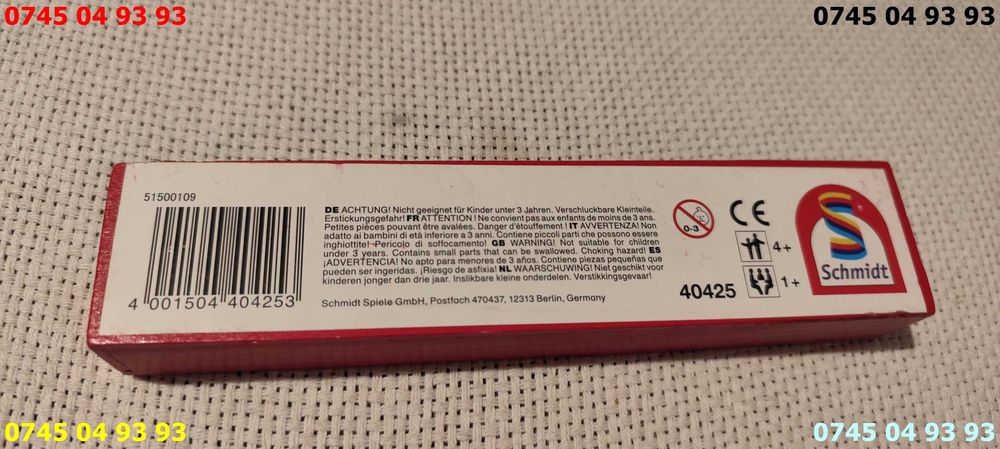 0745 04 93 93
0745 04 93 93
51500109
4 001504 404253
DE ACHTUNG! Nicht geeignet für Kinder unter 3 Jahren. Verschluckbare Kleinteile.
Erstickungsgefahr! FR ATTENTION ! Ne convient pas aux enfants de moins de 3 ans.
Petites pièces pouvant être avalées. Danger d'étouffement ! IT AVVERTENZA! Non
adatto ai bambini di età inferiore a 3 anni. Contiene piccoli parti che possono essere
inghiottite! Pericolo di soffocamento! GB WARNING! Not suitable for children
under 3 years. Contains small parts that can be swallowed. Choking hazard! ES
¡ADVERTENCIA! No apto para menores de 3 años. Contiene piezas pequeñas que
pueden ser ingeridas. ¡Riesgo de asfixia! NL WAARSCHUWING! Niet geschikt voor
kinderen jonger dan drie jaar. Inslikbare kleine onderdelen. Verstikkingsgevaar!
Schmidt Spiele GmbH, Postfach 470437, 12313 Berlin, Germany
0-3
CE
4+
40425
1+
Schmidt
0745 04 93 93
0745 04 93 93